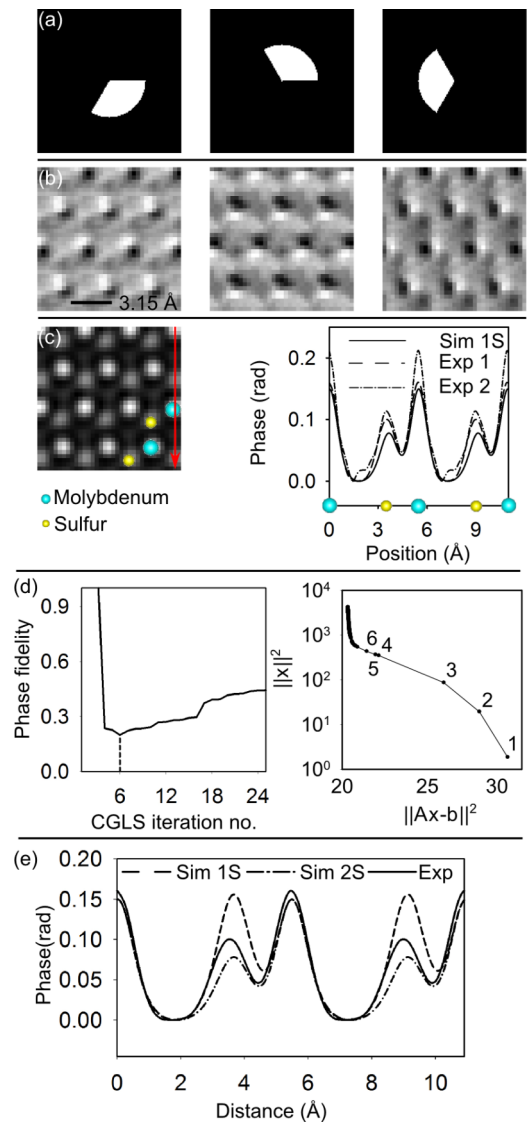 (a)
(b)
3.15 Å
(c)
Molybdenum
Sulfur
Phase (rad)
0.2
0.1
0.0
Sim 1S
Exp 1
Exp 2
0 3 6 9
Position (Å)
(d)
Phase fidelity
0.9
0.6
0.3
0.0
6 12 18 24
CGLS iteration no.
||x||²
10⁴
10³
10²
10¹
10⁰
6 4
5
3
2
1
20 25 30
||Ax-b||²
(e)
Phase(rad)
0.20
0.15
0.10
0.05
0.00
Sim 1S Sim 2S Exp
0 2 4 6 8 10
Distance (Å)